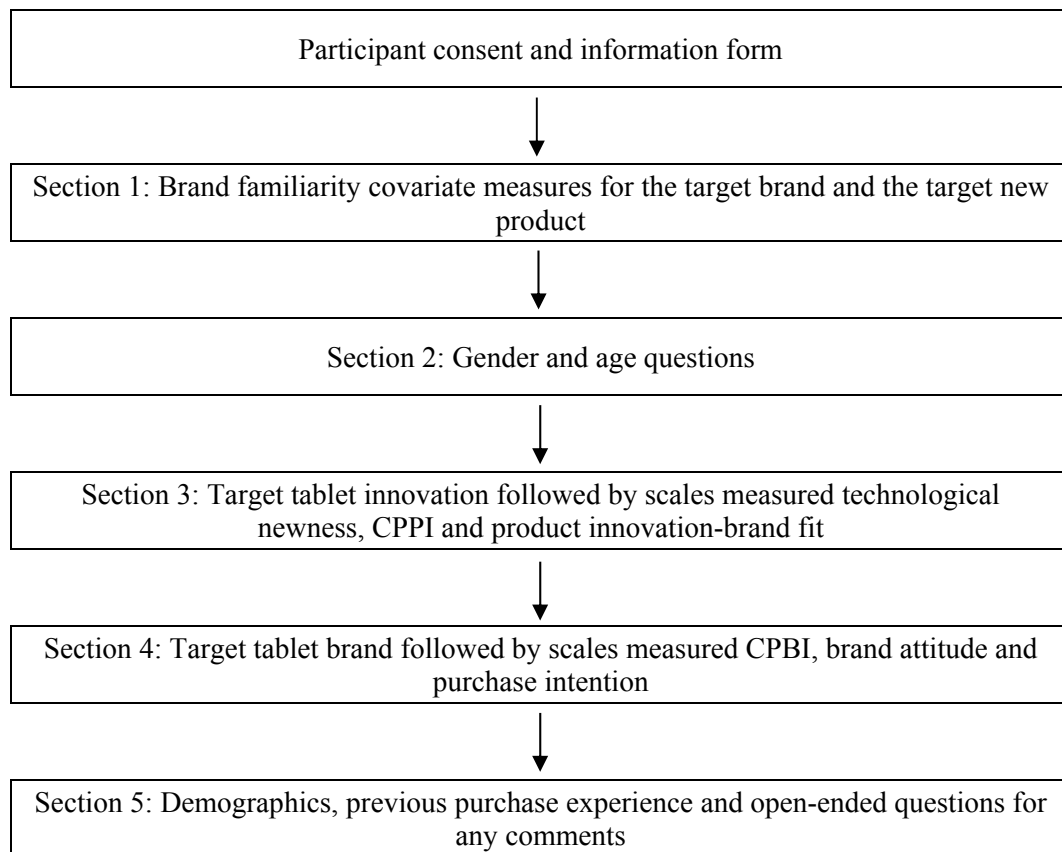 Participant consent and information form
Section 1: Brand familiarity covariate measures for the target brand and the target new
product
Section 2: Gender and age questions
Section 3: Target tablet innovation followed by scales measured technological
newness, CPPI and product innovation-brand fit
Section 4: Target tablet brand followed by scales measured CPBI, brand attitude and
purchase intention
Section 5: Demographics, previous purchase experience and open-ended questions for
any comments